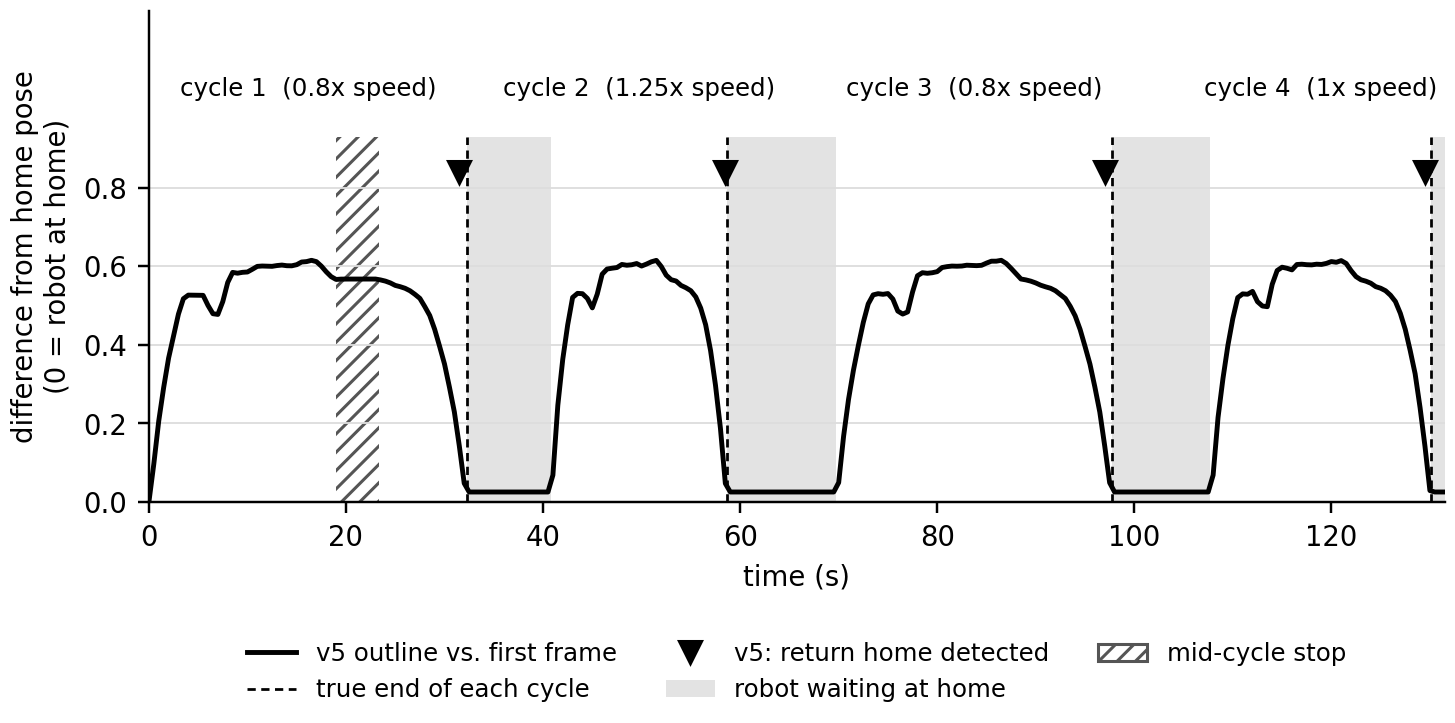 cycle 1  (0.8x speed)
cycle 2  (1.25x speed)
cycle 3  (0.8x speed)
cycle 4  (1x speed)
difference from home pose
(0 = robot at home)
0.8
0.6
0.4
0.2
0.0
0
20
40
60
80
100
120
time (s)
v5 outline vs. first frame
v5: return home detected
mid-cycle stop
true end of each cycle
robot waiting at home